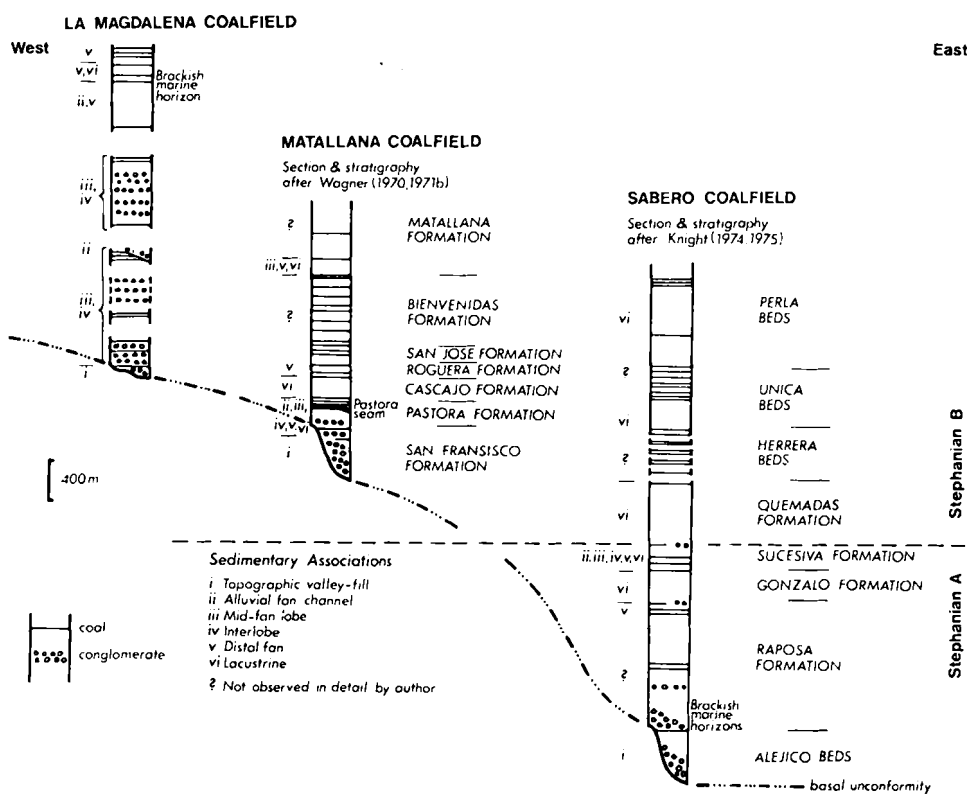 LA MAGDALENA COALFIELD
West
East
v
v,vi
ii,v
Brackish
marine
horizon
iii,
iv
ii
iii,
iv
i
MATALLANA COALFIELD
Section & stratigraphy
after Wagner (1970,1971b)
?
MATALLANA
FORMATION
iii,v,vi
?
BIENVENIDAS
FORMATION
SAN JOSE FORMATION
v
ROGUERA FORMATION
vi
CASCAJO FORMATION
ii,iii,
iv,v,vi
Pastora
seam
PASTORA FORMATION
i
SAN FRANSISCO
FORMATION
SABERO COALFIELD
Section & stratigraphy
after Knight (1974,1975)
vi
PERLA
BEDS
?
UNICA
BEDS
vi
?
HERRERA
BEDS
vi
QUEMADAS
FORMATION
ii,iii,iv,v,vi
SUCESIVA FORMATION
vi
GONZALO FORMATION
v
RAPOSA
FORMATION
?
Brackish
marine
horizons
i
ALEJICO BEDS
basal unconformity
Stephanian B
Stephanian A
400m
coal
conglomerate
Sedimentary Associations
i Topographic valley-fill
ii Alluvial fan channel
iii Mid-fan lobe
iv Interlobe
v Distal fan
vi Lacustrine
? Not observed in detail by author